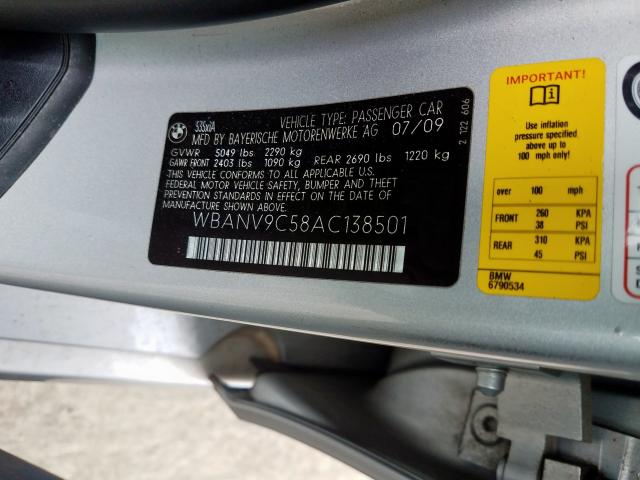 BMW 535xiA VEHICLE TYPE: PASSENGER CAR
MFD BY BAYERISCHE MOTORENWERKE AG 07/09
GVWR 5049 lbs 2290 kg
GAWR FRONT 2403 lbs 1090 kg REAR 2690 lbs 1220 kg
THIS VEHICLE CONFORMS TO ALL APPLICABLE U.S.
FEDERAL MOTOR VEHICLE SAFETY, BUMPER AND THEFT
PREVENTION STANDARDS IN EFFECT ON THE DATE
OF MANUFACTURE SHOWN ABOVE.
WBANV9C58AC138501
2 122 606
IMPORTANT!
Use inflation
pressure specified
above for up to
100 mph only!
over 100 mph
FRONT 260 KPA
38 PSI
REAR 310 KPA
45 PSI
BMW
6790534